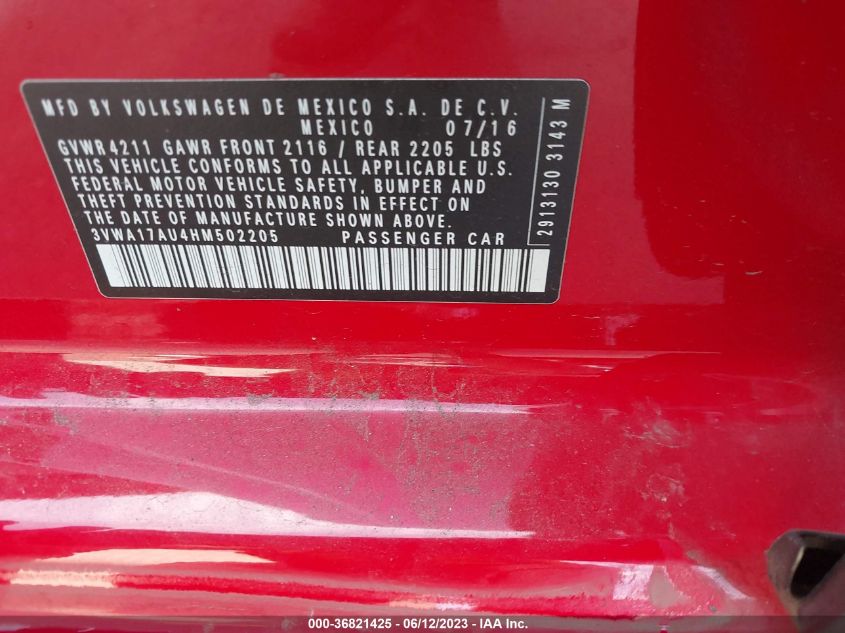 MFD BY VOLKSWAGEN DE MEXICO S.A. DE C.V.
MEXICO 07/16
GVWR 4211 GAWR FRONT 2116 / REAR 2205 LBS
THIS VEHICLE CONFORMS TO ALL APPLICABLE U.S.
FEDERAL MOTOR VEHICLE SAFETY, BUMPER AND
THEFT PREVENTION STANDARDS IN EFFECT ON
THE DATE OF MANUFACTURE SHOWN ABOVE.
3VWA17AU4HM502205 PASSENGER CAR
2913130 3143 M
000-36821425 - 06/12/2023 - IAA Inc.